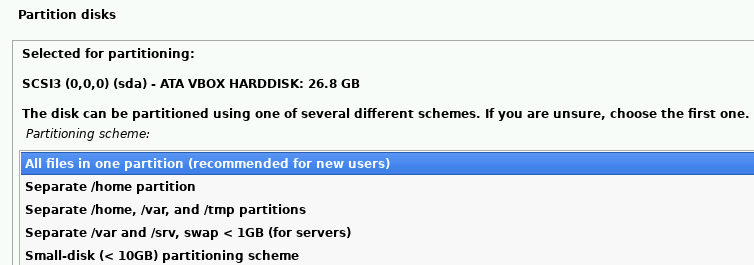 Partition disks
Selected for partitioning:
SCSI3 (0,0,0) (sda) - ATA VBOX HARDDISK: 26.8 GB
The disk can be partitioned using one of several different schemes. If you are unsure, choose the first one.
Partitioning scheme:
All files in one partition (recommended for new users)
Separate /home partition
Separate /home, /var, and /tmp partitions
Separate /var and /srv, swap < 1GB (for servers)
Small-disk (< 10GB) partitioning scheme